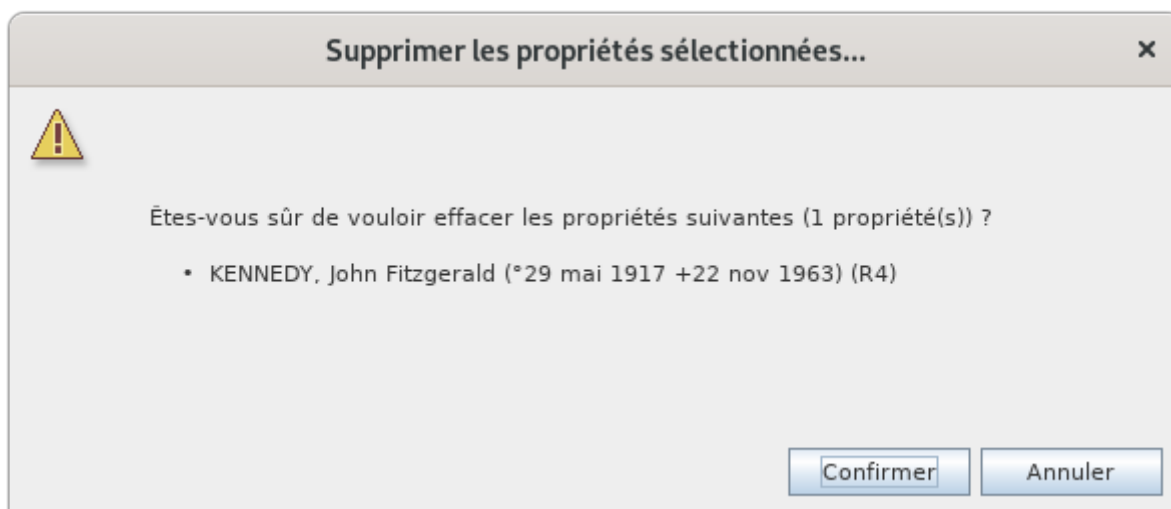 Supprimer les propriétés sélectionnées...
Êtes-vous sûr de vouloir effacer les propriétés suivantes (1 propriété(s)) ?
• KENNEDY, John Fitzgerald (°29 mai 1917 +22 nov 1963) (R4)
Confirmer
Annuler